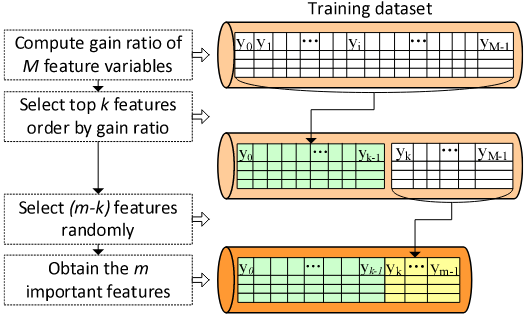 Training dataset
Compute gain ratio of
M feature variables
y0 y1 ... yi ... yM-1
Select top k features
order by gain ratio
y0 ... yk-1 yk ... yM-1
Select (m-k) features
randomly
Obtain the m
important features
y0 ... yk-1 yk ... ym-1